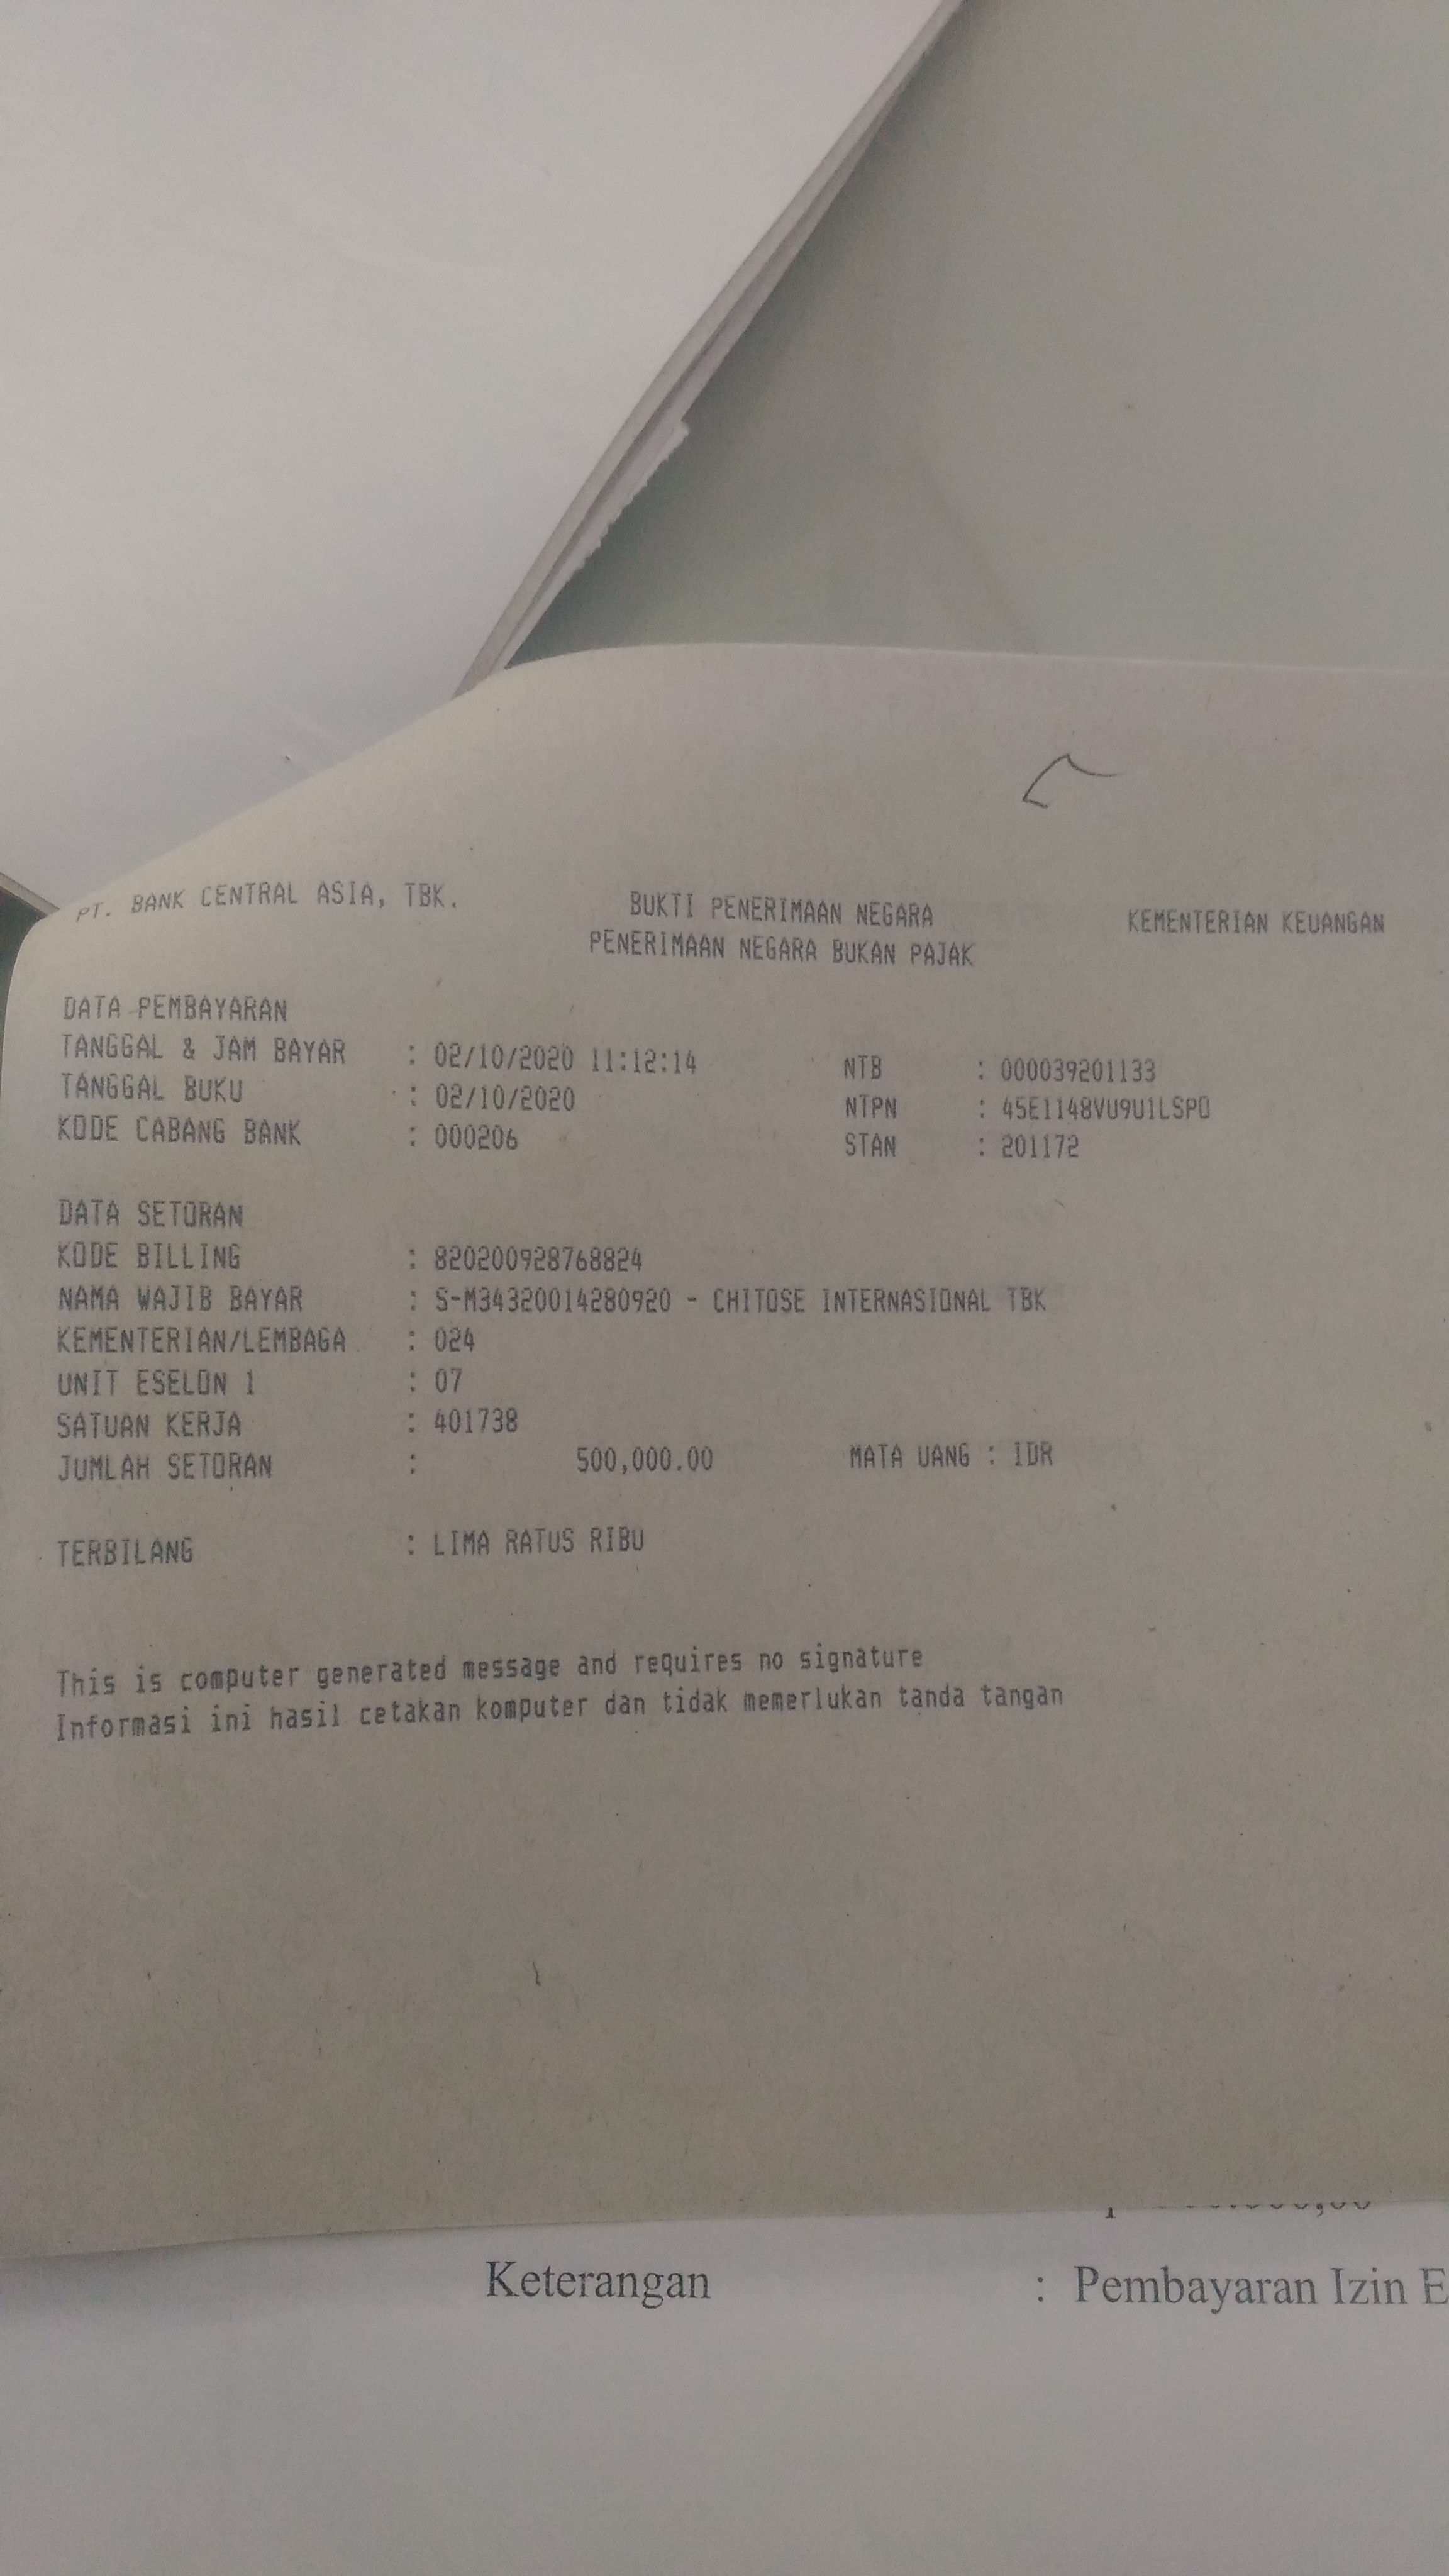 PT. BANK CENTRAL ASIA, TBK.
BUKTI PENERIMAAN NEGARA
KEMENTERIAN KEUANGAN
PENERIMAAN NEGARA BUKAN PAJAK
DATA PEMBAYARAN
TANGGAL & JAM BAYAR : 02/10/2020 11:12:14 NTB : 000039201133
TANGGAL BUKU : 02/10/2020 NTPN : 45E1148VU9U1LSPO
KODE CABANG BANK : 000206 STAN : 201172
DATA SETORAN
KODE BILLING : 820200928768824
NAMA WAJIB BAYAR : S-M34320014280920 - CHITOSE INTERNASIONAL TBK
KEMENTERIAN/LEMBAGA : 024
UNIT ESELON 1 : 07
SATUAN KERJA : 401738
JUMLAH SETORAN : 500,000.00 MATA UANG : IDR
TERBILANG : LIMA RATUS RIBU
This is computer generated message and requires no signature
Informasi ini hasil cetakan komputer dan tidak memerlukan tanda tangan
Keterangan : Pembayaran Izin E